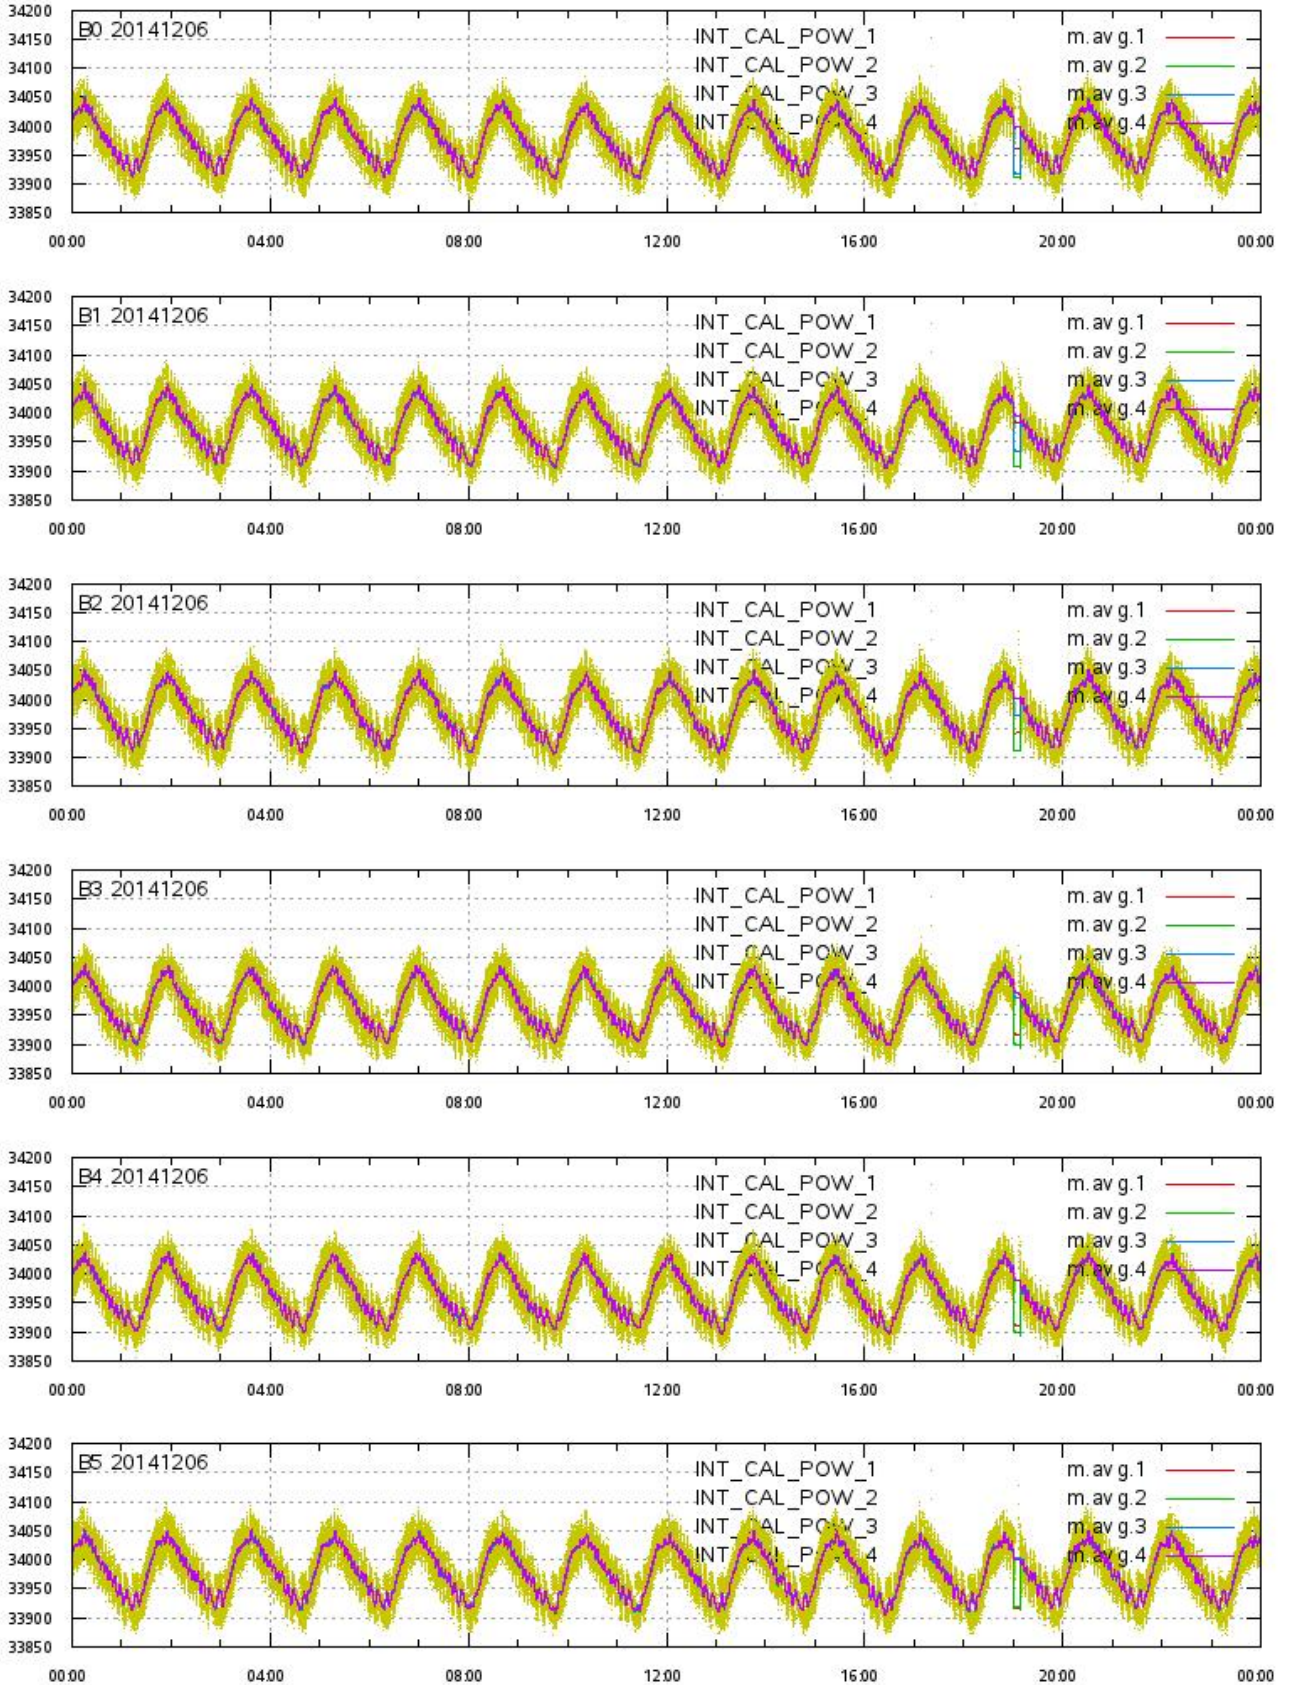 34200
B0 20141206 INT_CAL_POW_1 m.avg.1
34150
34100 INT_CAL_POW_2 m.avg.2
34050 INT_CAL_POW_3 m.avg.3
34000 INT_CAL_POW_4 m.avg.4
33950
33900
33850
00:00 04:00 08:00 12:00 16:00 20:00 00:00
34200
B1 20141206 INT_CAL_POW_1 m.avg.1
34150
34100 INT_CAL_POW_2 m.avg.2
34050 INT_CAL_POW_3 m.avg.3
34000 INT_CAL_POW_4 m.avg.4
33950
33900
33850
00:00 04:00 08:00 12:00 16:00 20:00 00:00
34200
B2 20141206 INT_CAL_POW_1 m.avg.1
34150
34100 INT_CAL_POW_2 m.avg.2
34050 INT_CAL_POW_3 m.avg.3
34000 INT_CAL_POW_4 m.avg.4
33950
33900
33850
00:00 04:00 08:00 12:00 16:00 20:00 00:00
34200
B3 20141206 INT_CAL_POW_1 m.avg.1
34150
34100 INT_CAL_POW_2 m.avg.2
34050 INT_CAL_POW_3 m.avg.3
34000 INT_CAL_POW_4 m.avg.4
33950
33900
33850
00:00 04:00 08:00 12:00 16:00 20:00 00:00
34200
B4 20141206 INT_CAL_POW_1 m.avg.1
34150
34100 INT_CAL_POW_2 m.avg.2
34050 INT_CAL_POW_3 m.avg.3
34000 INT_CAL_POW_4 m.avg.4
33950
33900
33850
00:00 04:00 08:00 12:00 16:00 20:00 00:00
34200
B5 20141206 INT_CAL_POW_1 m.avg.1
34150
34100 INT_CAL_POW_2 m.avg.2
34050 INT_CAL_POW_3 m.avg.3
34000 INT_CAL_POW_4 m.avg.4
33950
33900
33850
00:00 04:00 08:00 12:00 16:00 20:00 00:00